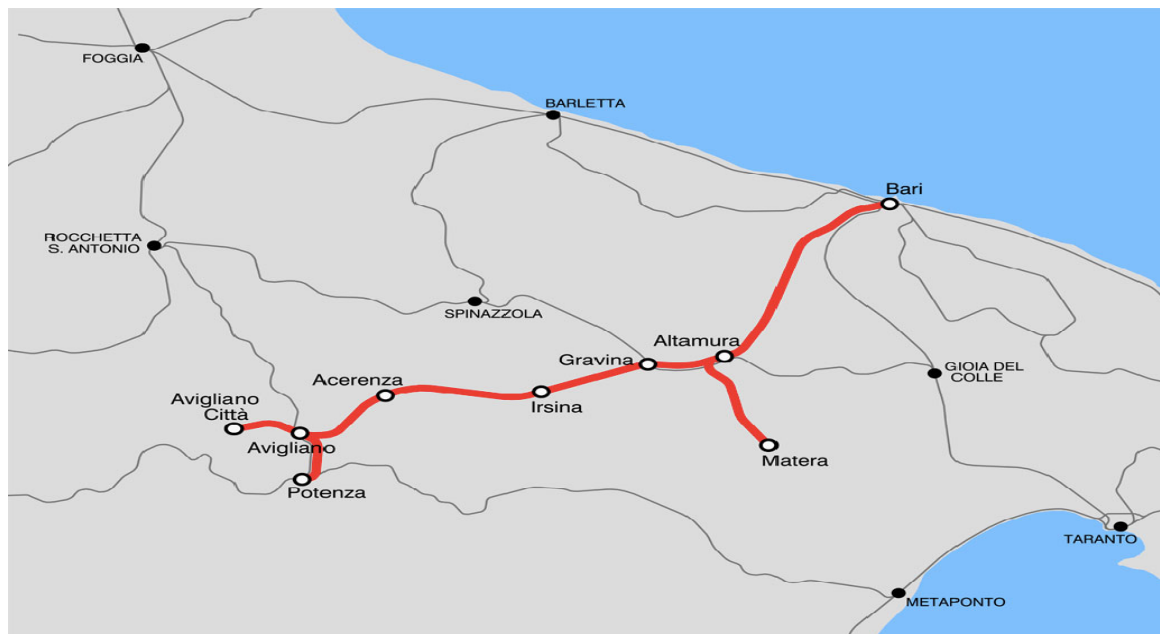 FOGGIA
BARLETTA
Bari
ROCCHETTA
S. ANTONIO
SPINAZZOLA
Altamura
Gravina
GIOIA DEL
COLLE
Acerenza
Irsina
Avigliano
Città
Avigliano
Matera
Potenza
TARANTO
METAPONTO